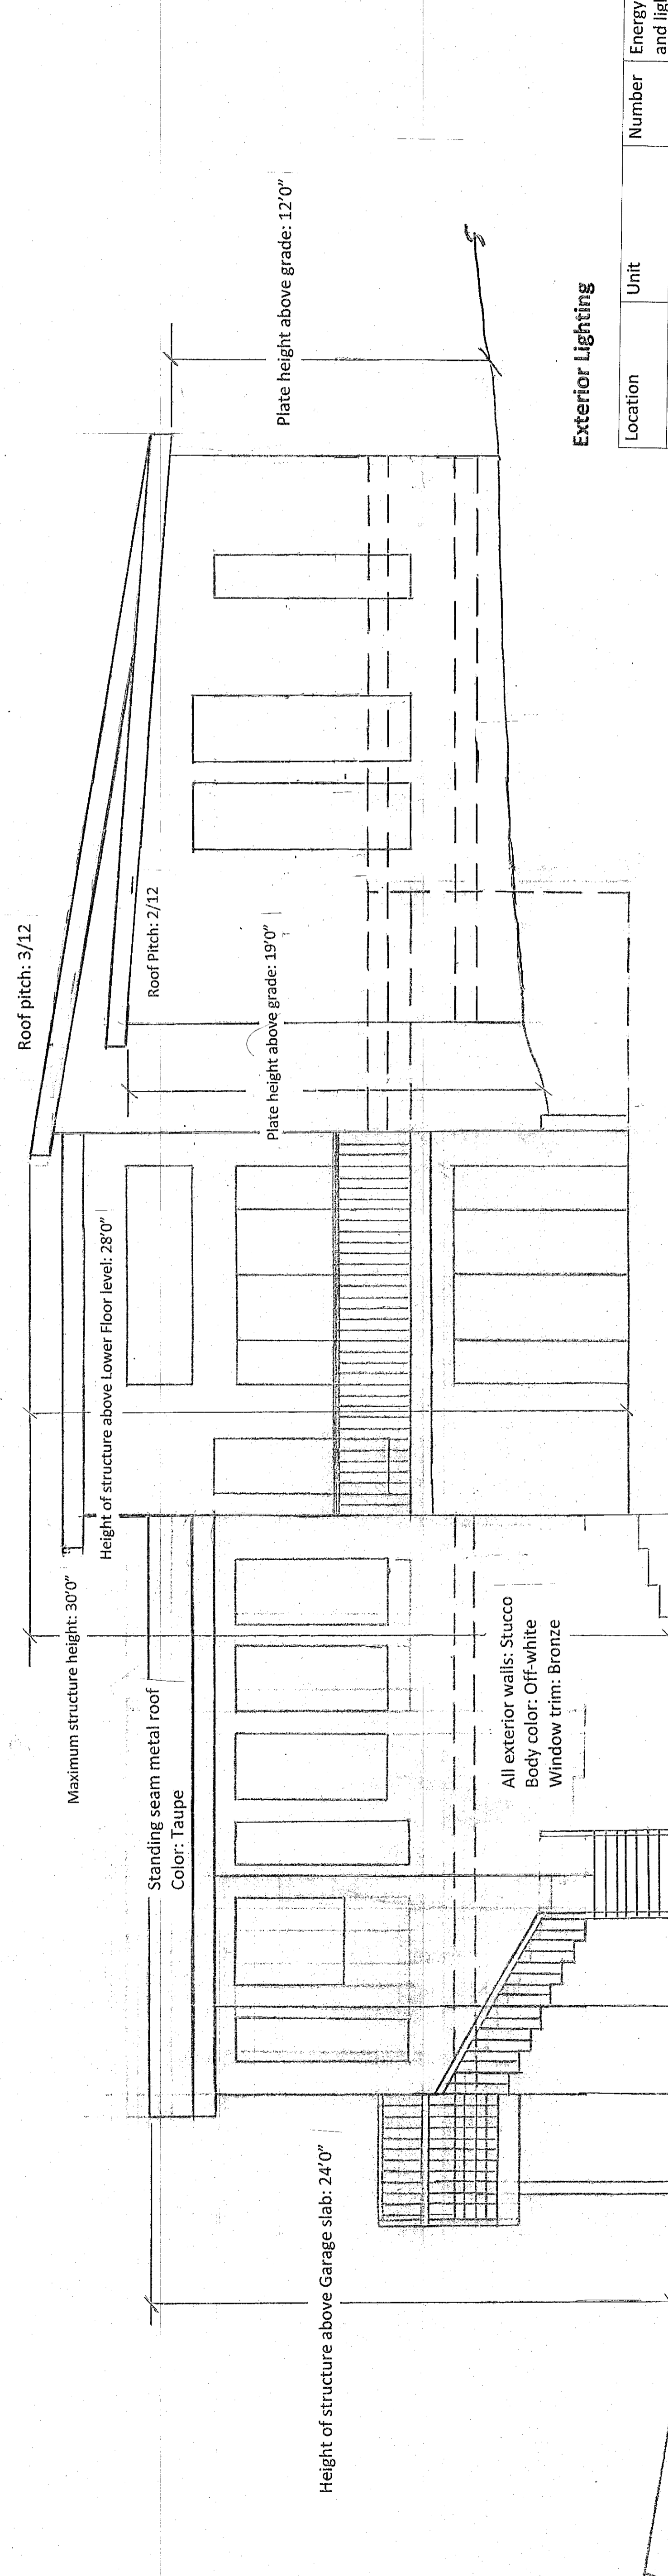 Roof pitch: 3/12
Maximum structure height: 30'0"
Height of structure above Lower Floor level: 28'0"
Standing seam metal roof
Color: Taupe
Roof Pitch: 2/12
Plate height above grade: 12'0"
Plate height above grade: 19'0"
Height of structure above Garage slab: 24'0"
All exterior walls: Stucco
Body color: Off-white
Window trim: Bronze
Exterior Lighting
Location Unit Number Energy
and ligh